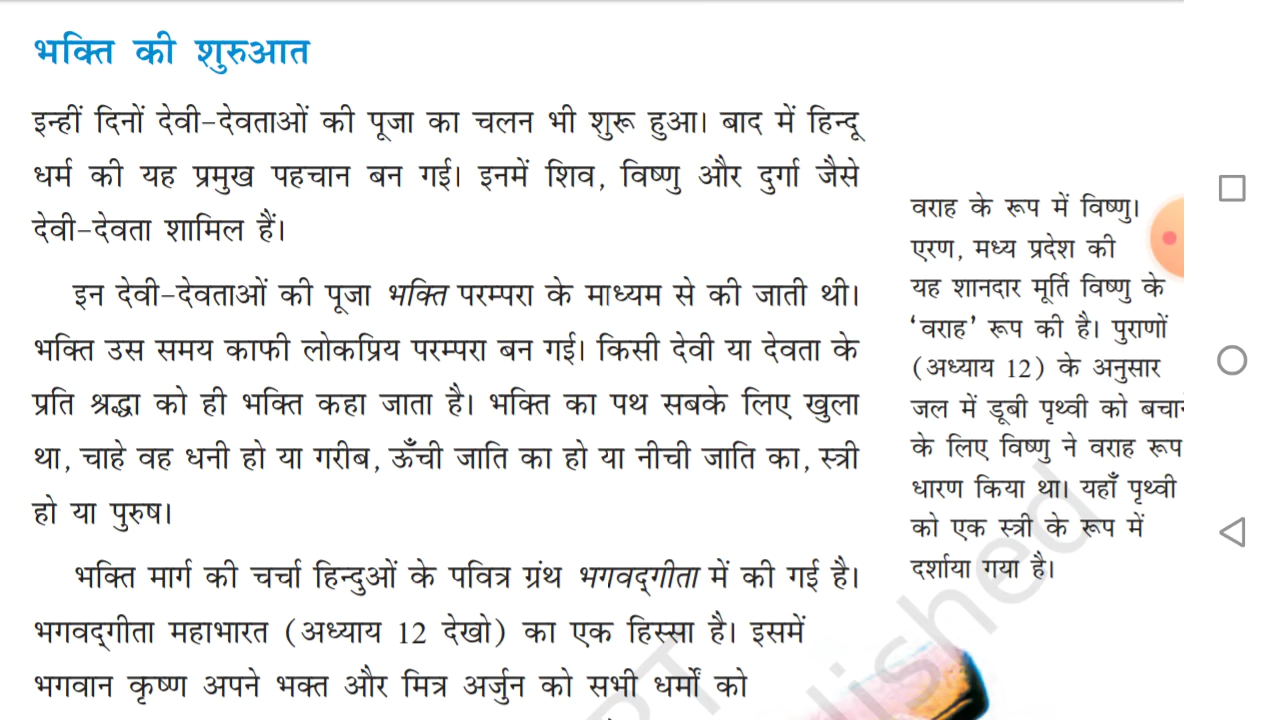 भक्ति की शुरुआत
इन्हीं दिनों देवी-देवताओं की पूजा का चलन भी शुरू हुआ। बाद में हिन्दू
धर्म की यह प्रमुख पहचान बन गई। इनमें शिव, विष्णु और दुर्गा जैसे
देवी-देवता शामिल हैं।
इन देवी-देवताओं की पूजा भक्ति परम्परा के माध्यम से की जाती थी।
भक्ति उस समय काफी लोकप्रिय परम्परा बन गई। किसी देवी या देवता के
प्रति श्रद्धा को ही भक्ति कहा जाता है। भक्ति का पथ सबके लिए खुला
था, चाहे वह धनी हो या गरीब, ऊँची जाति का हो या नीची जाति का, स्त्री
हो या पुरुष।
भक्ति मार्ग की चर्चा हिन्दुओं के पवित्र ग्रंथ भगवद्गीता में की गई है।
भगवद्गीता महाभारत (अध्याय 12 देखो) का एक हिस्सा है। इसमें
भगवान कृष्ण अपने भक्त और मित्र अर्जुन को सभी धर्मों को
वराह के रूप में विष्णु।
एरण, मध्य प्रदेश की
यह शानदार मूर्ति विष्णु के
‘वराह’ रूप की है। पुराणों
(अध्याय 12) के अनुसार
जल में डूबी पृथ्वी को
के लिए विष्णु ने वराह रूप
धारण किया था। यहाँ पृथ्वी
को एक स्त्री के रूप में
दर्शाया गया है।